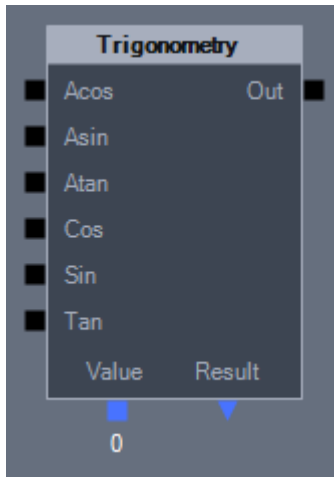 Trigonometry
Acos Out
Asin
Atan
Cos
Sin
Tan
Value Result
0